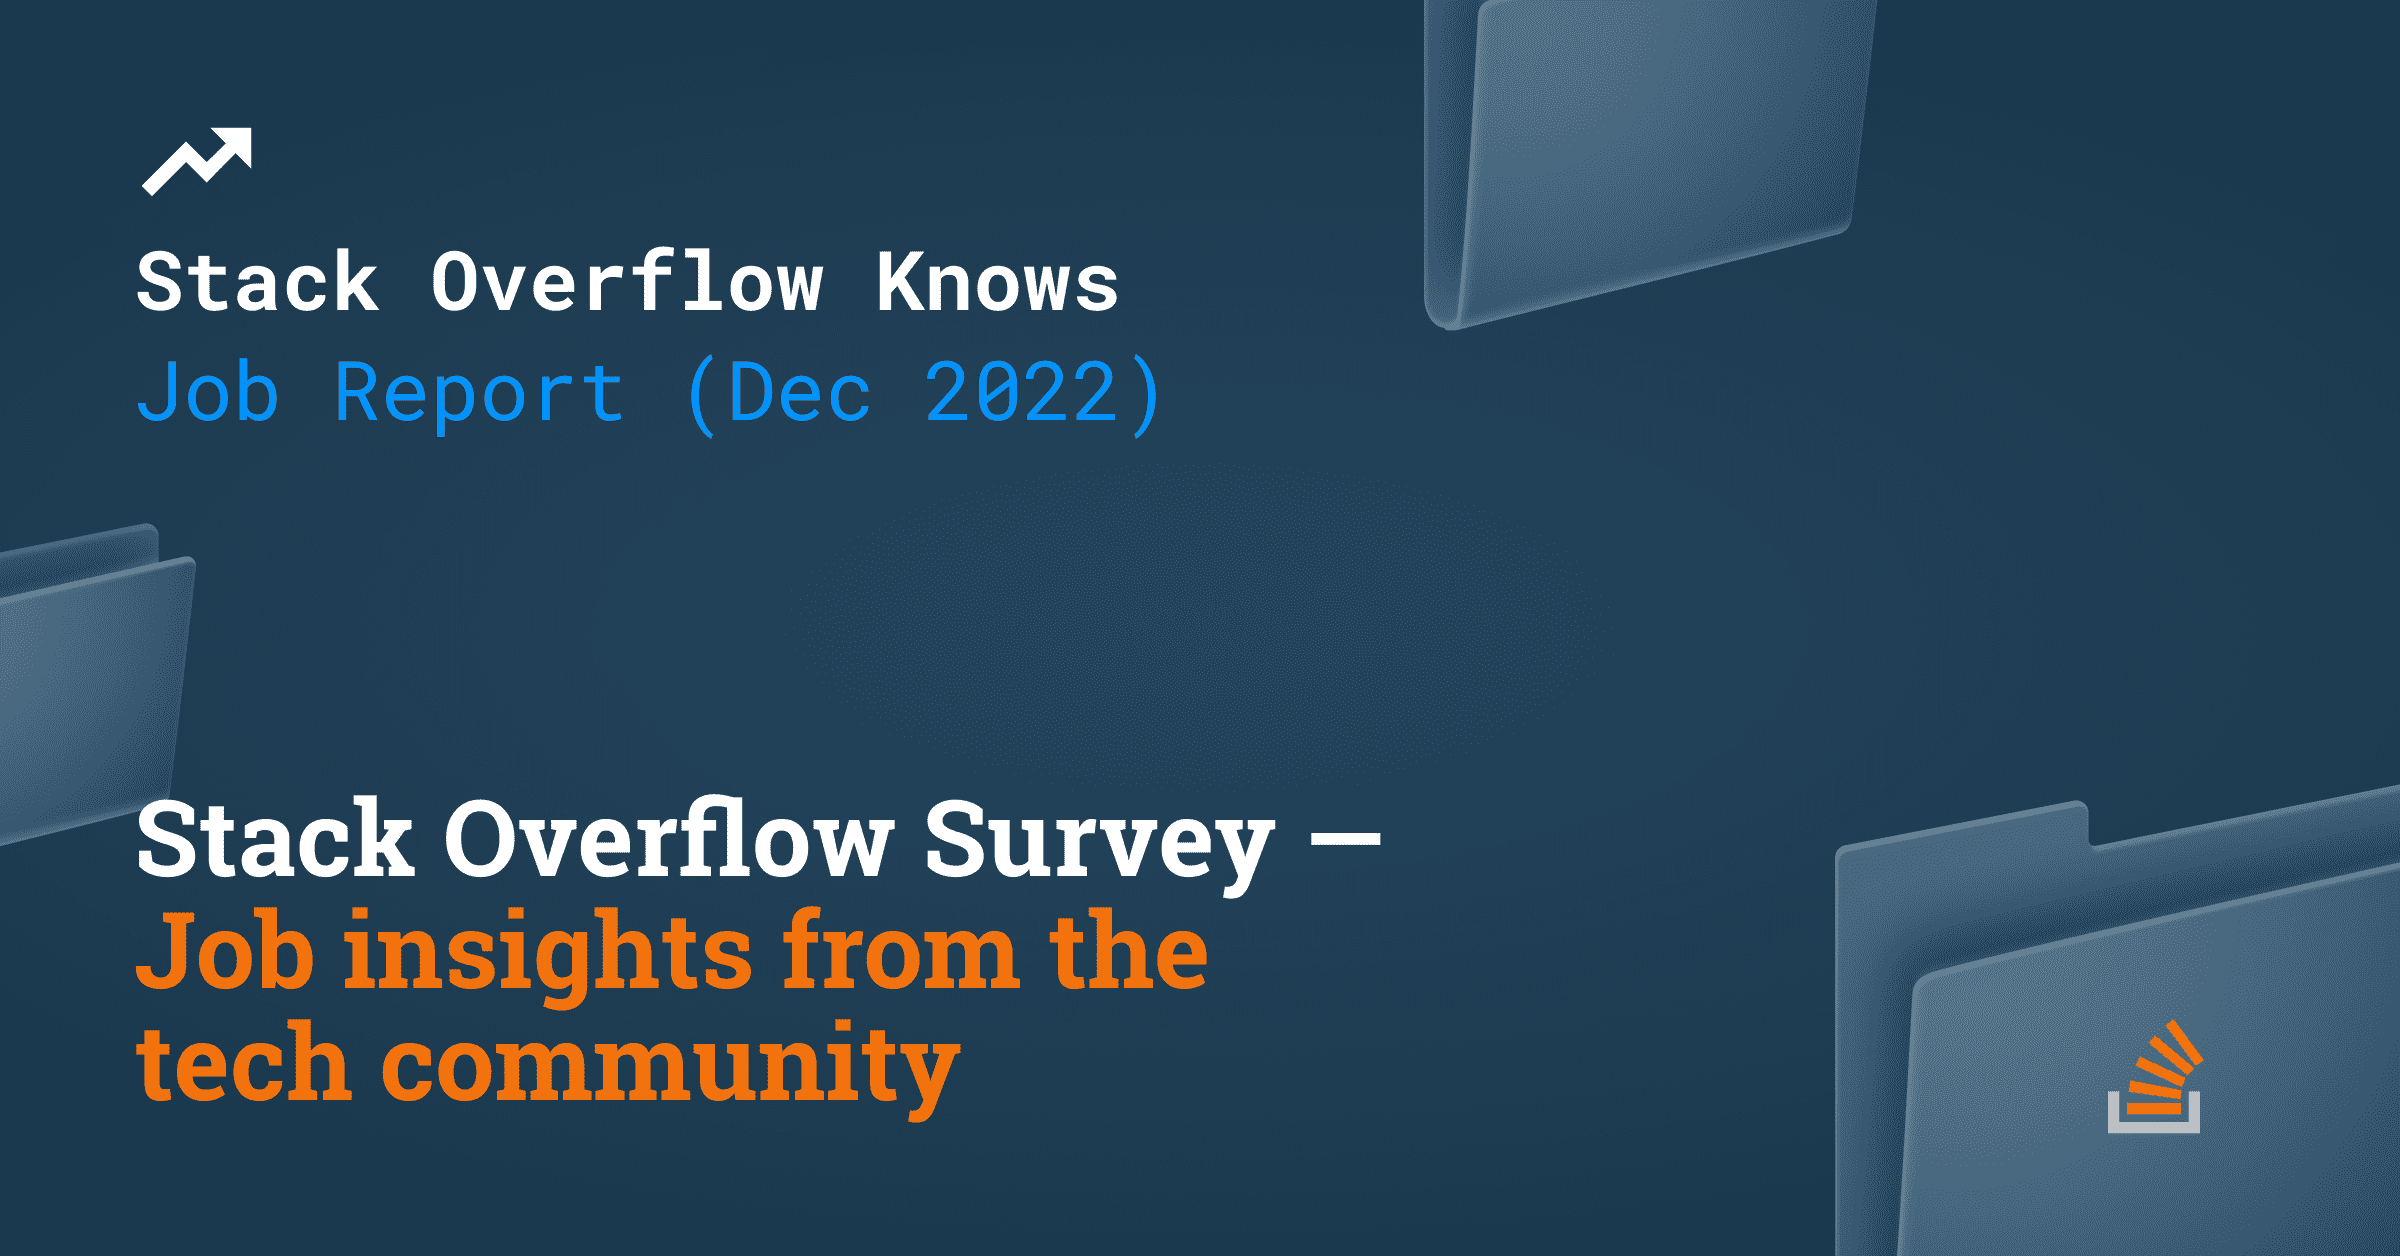 Stack Overflow Knows
Job Report (Dec 2022)
Stack Overflow Survey —
Job insights from the
tech community